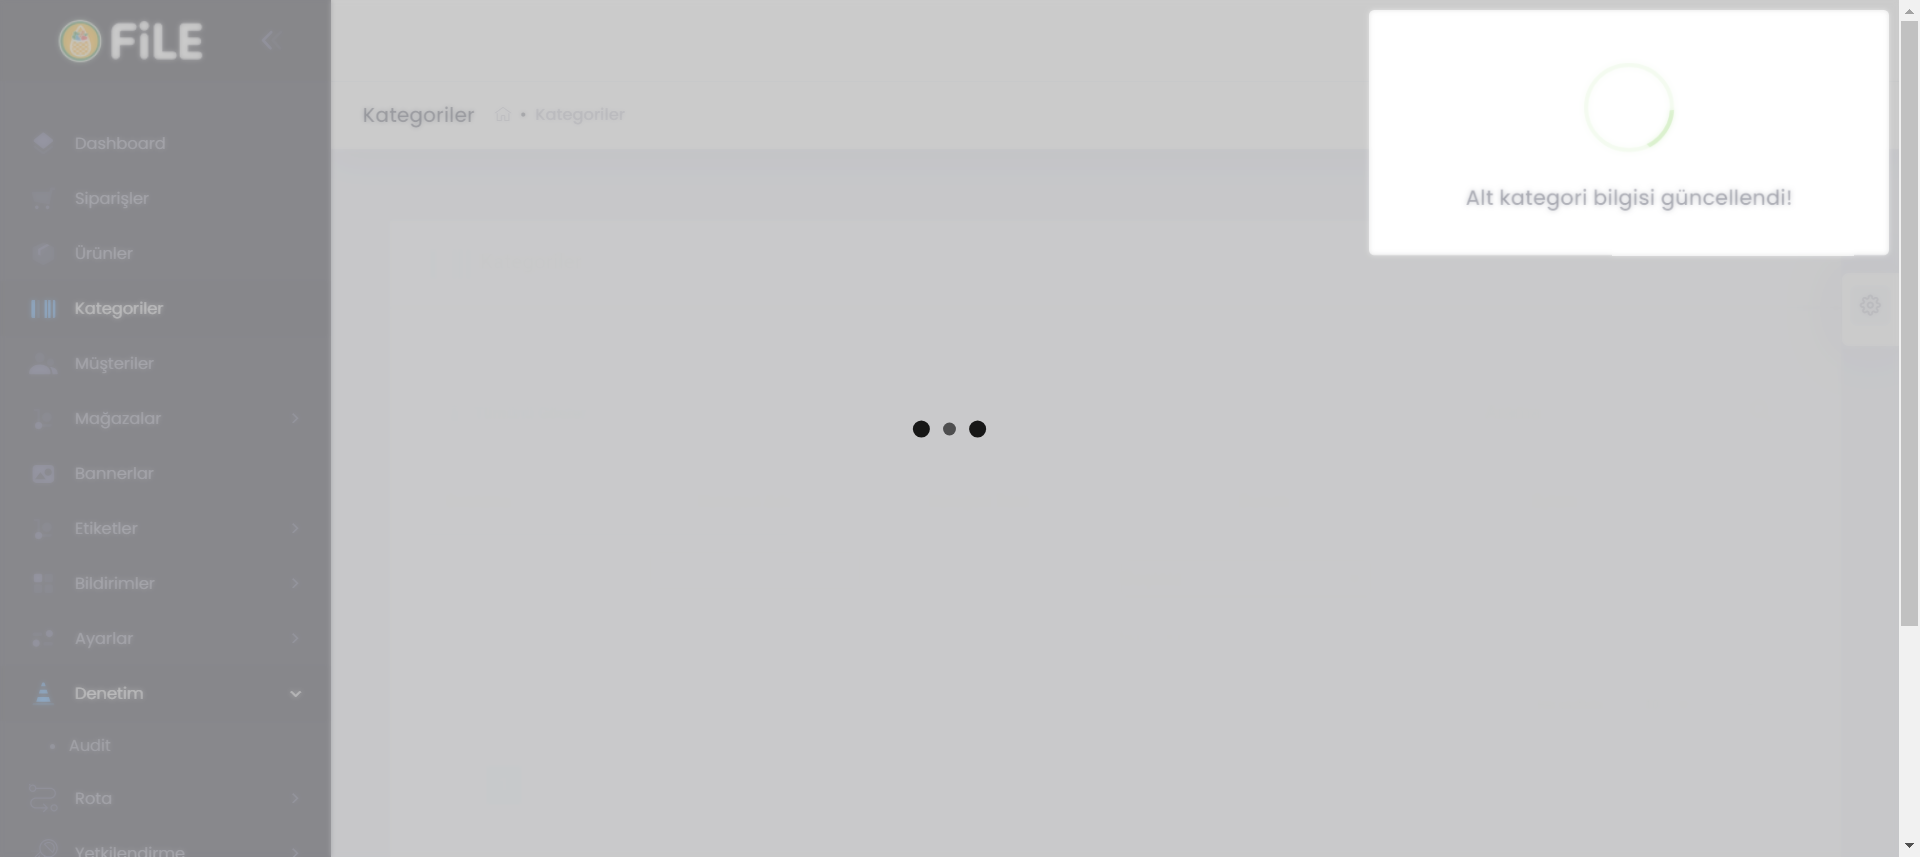 FiLE
Kategoriler
Kategoriler
Alt kategori bilgisi güncellendi!
Dashboard
Siparişler
Ürünler
Kategoriler
Müşteriler
Mağazalar
Bannerlar
Etiketler
Bildirimler
Ayarlar
Denetim
Audit
Rota
Yetkilendirme